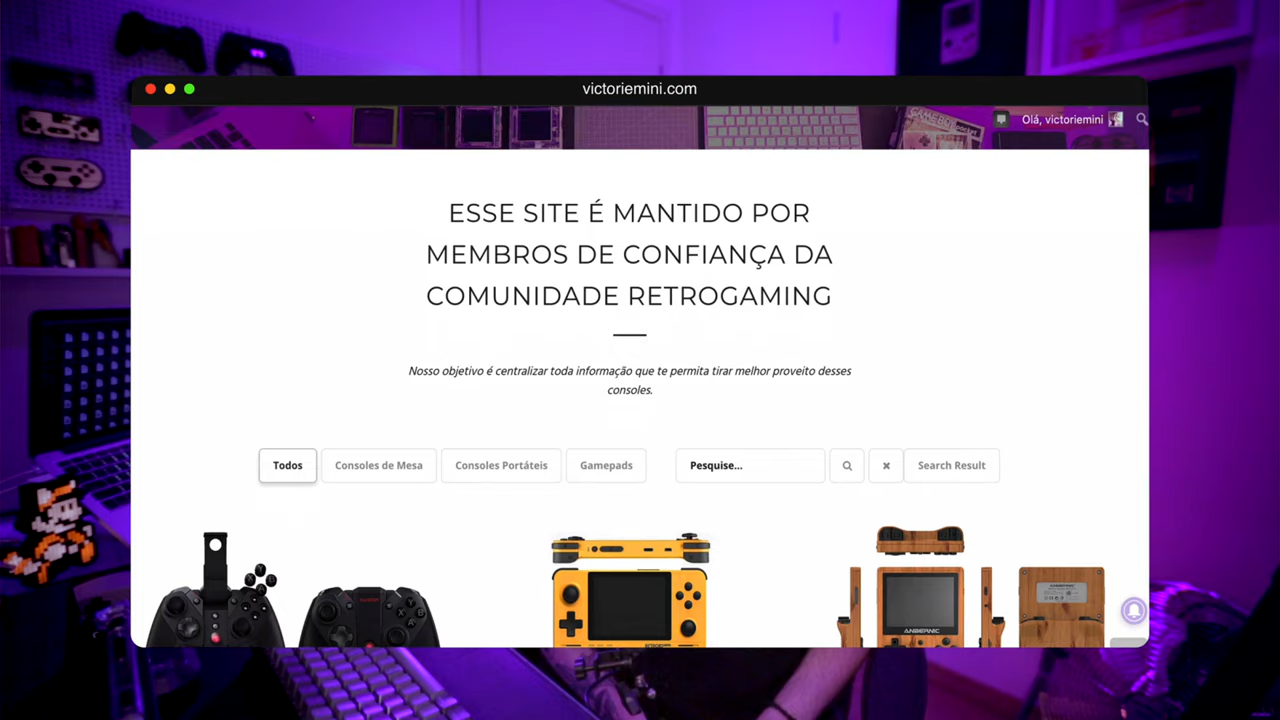 victoriemini.com
Olá, victoriemini
ESSE SITE É MANTIDO POR
MEMBROS DE CONFIANÇA DA
COMUNIDADE RETROGAMING
Nosso objetivo é centralizar toda informação que te permita tirar melhor proveito desses
consoles.
Todos Consoles de Mesa Consoles Portáteis Gamepads Pesquise... Search Result
ANBERNIC